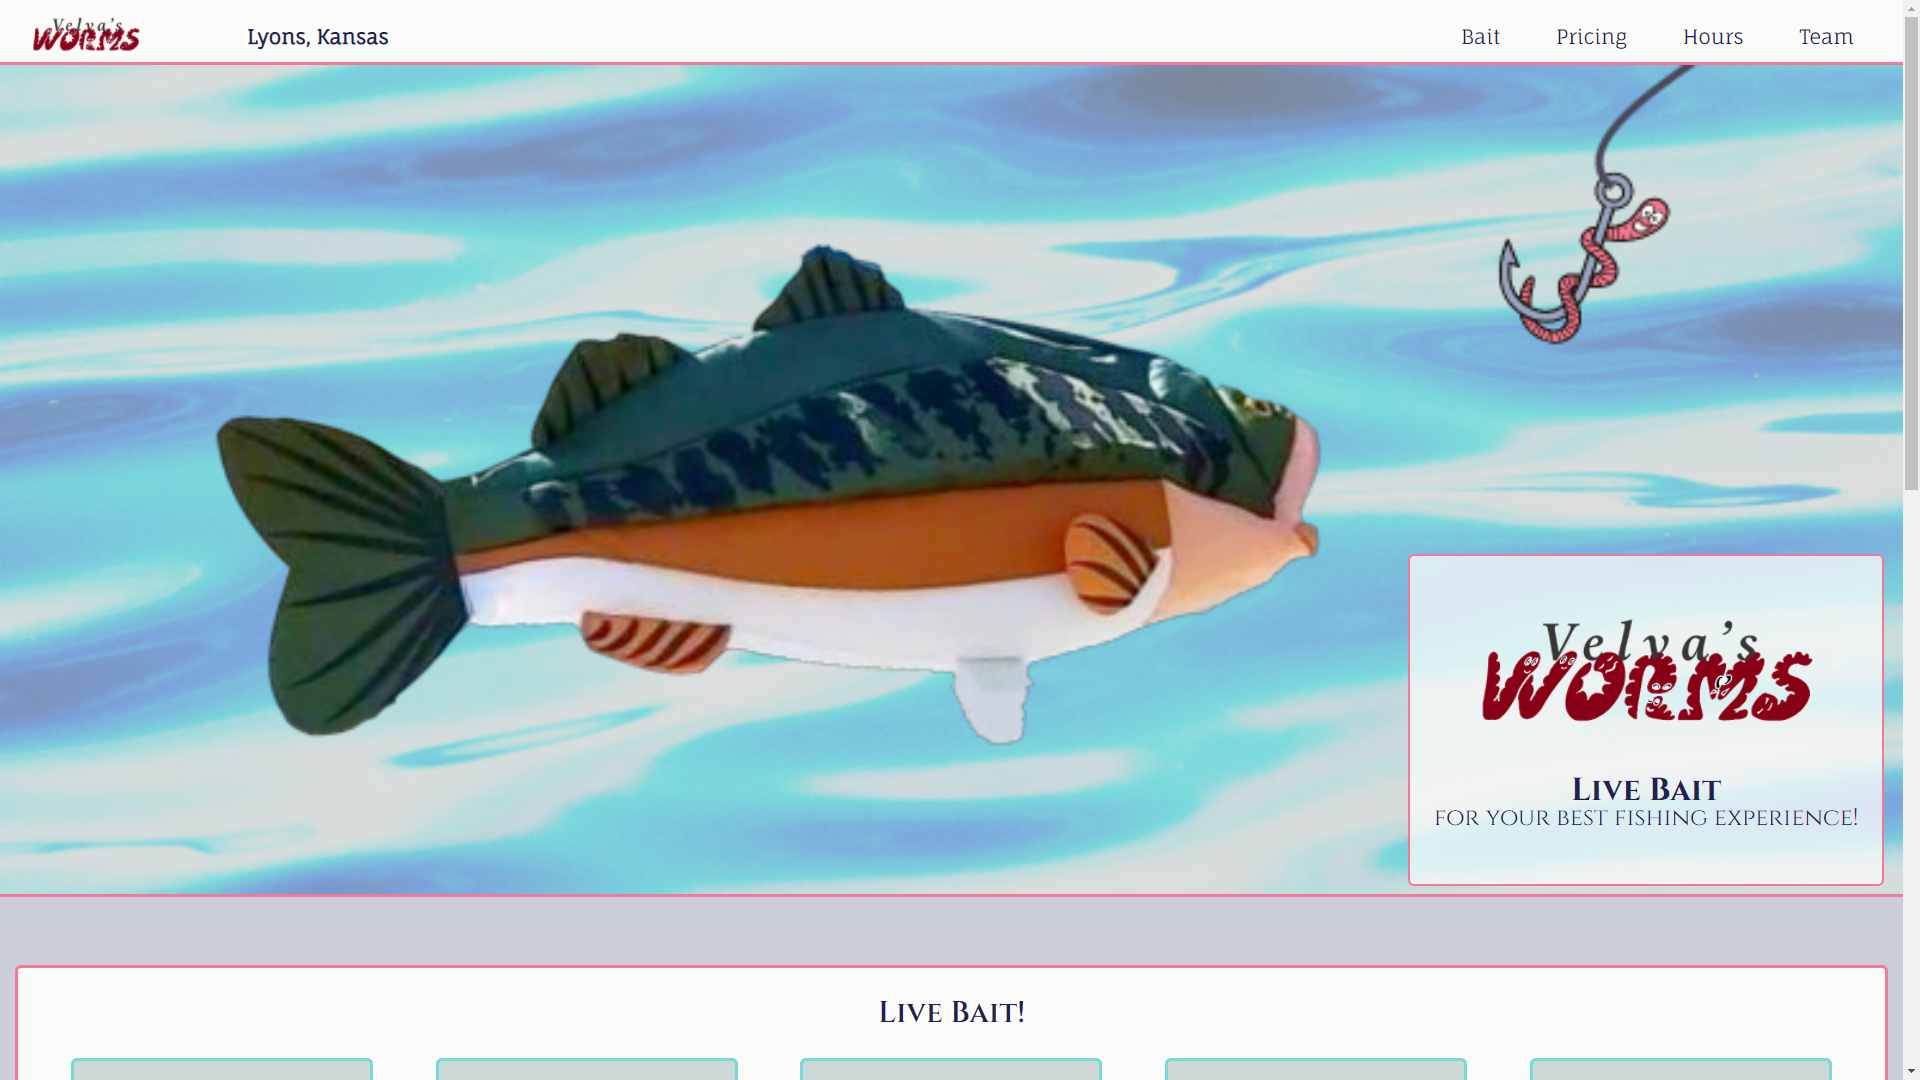 Velva's
WORMS
Lyons, Kansas
Bait
Pricing
Hours
Team
Velva's
WORMS
Live Bait
for your best fishing experience!
Live Bait!